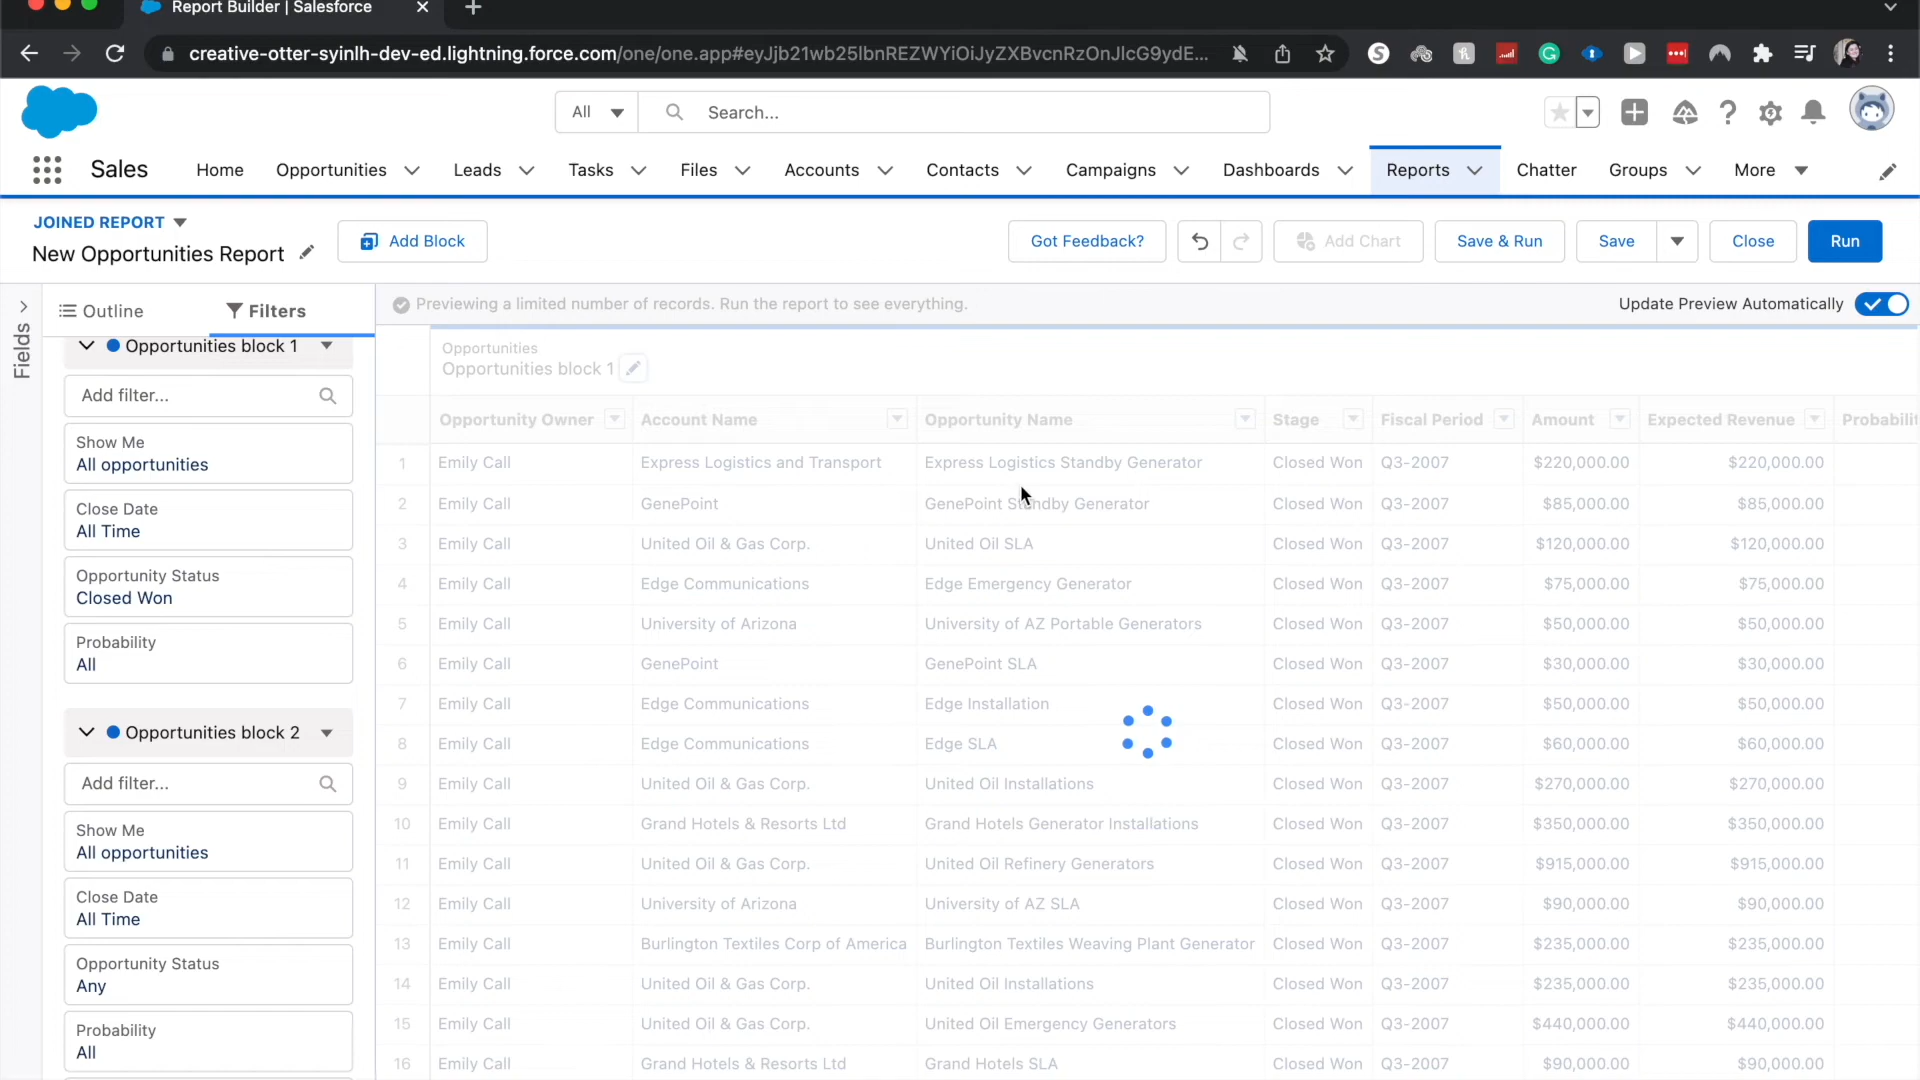 Report Builder | Salesforce
creative-otter-syinlh-dev-ed.lightning.force.com/one/one.app#eyJjb21wb25lbnREZWYiOiJyZXBvcnRzOnJlcG9ydE...
All
Search...
Sales
Home
Opportunities
Leads
Tasks
Files
Accounts
Contacts
Campaigns
Dashboards
Reports
Chatter
Groups
More
JOINED REPORT
New Opportunities Report
Add Block
Got Feedback?
Add Chart
Save & Run
Save
Close
Run
Fields
Outline
Filters
Previewing a limited number of records. Run the report to see everything.
Update Preview Automatically
Opportunities block 1
Add filter...
Show Me
All opportunities
Close Date
All Time
Opportunity Status
Closed Won
Probability
All
Opportunities block 2
Add filter...
Show Me
All opportunities
Close Date
All Time
Opportunity Status
Any
Probability
All
Opportunities
Opportunities block 1
Opportunity Owner Account Name Opportunity Name Stage Fiscal Period Amount Expected Revenue Probabilit
1 Emily Call Express Logistics and Transport Express Logistics Standby Generator Closed Won Q3-2007 $220,000.00 $220,000.00
2 Emily Call GenePoint GenePoint Standby Generator Closed Won Q3-2007 $85,000.00 $85,000.00
3 Emily Call United Oil & Gas Corp. United Oil SLA Closed Won Q3-2007 $120,000.00 $120,000.00
4 Emily Call Edge Communications Edge Emergency Generator Closed Won Q3-2007 $75,000.00 $75,000.00
5 Emily Call University of Arizona University of AZ Portable Generators Closed Won Q3-2007 $50,000.00 $50,000.00
6 Emily Call GenePoint GenePoint SLA Closed Won Q3-2007 $30,000.00 $30,000.00
7 Emily Call Edge Communications Edge Installation Closed Won Q3-2007 $50,000.00 $50,000.00
8 Emily Call Edge Communications Edge SLA Closed Won Q3-2007 $60,000.00 $60,000.00
9 Emily Call United Oil & Gas Corp. United Oil Installations Closed Won Q3-2007 $270,000.00 $270,000.00
10 Emily Call Grand Hotels & Resorts Ltd Grand Hotels Generator Installations Closed Won Q3-2007 $350,000.00 $350,000.00
11 Emily Call United Oil & Gas Corp. United Oil Refinery Generators Closed Won Q3-2007 $915,000.00 $915,000.00
12 Emily Call University of Arizona University of AZ SLA Closed Won Q3-2007 $90,000.00 $90,000.00
13 Emily Call Burlington Textiles Corp of America Burlington Textiles Weaving Plant Generator Closed Won Q3-2007 $235,000.00 $235,000.00
14 Emily Call United Oil & Gas Corp. United Oil Installations Closed Won Q3-2007 $235,000.00 $235,000.00
15 Emily Call United Oil & Gas Corp. United Oil Emergency Generators Closed Won Q3-2007 $440,000.00 $440,000.00
16 Emily Call Grand Hotels & Resorts Ltd Grand Hotels SLA Closed Won Q3-2007 $90,000.00 $90,000.00